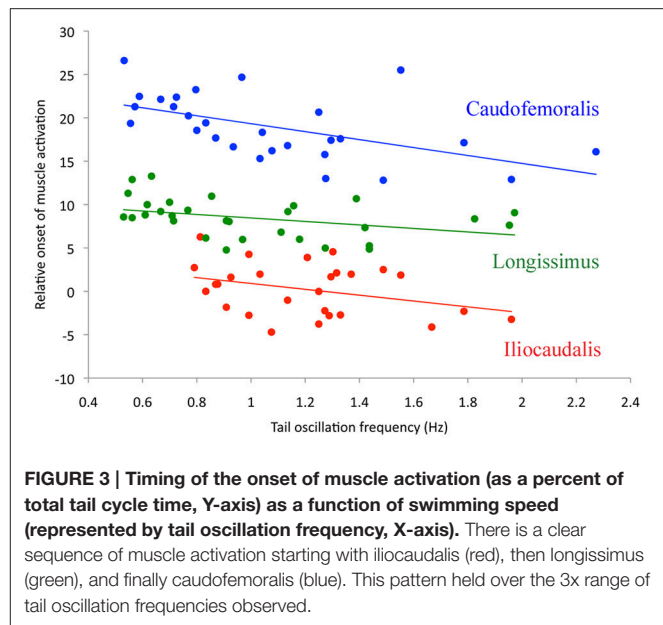 30
25
20
15
10
5
0
-5
-10
Relative onset of muscle activation
Caudofemoralis
Longissimus
Iliocaudalis
0.4 0.6 0.8 1 1.2 1.4 1.6 1.8 2 2.2 2.4
Tail oscillation frequency (Hz)
FIGURE 3 | Timing of the onset of muscle activation (as a percent of
total tail cycle time, Y-axis) as a function of swimming speed
(represented by tail oscillation frequency, X-axis). There is a clear
sequence of muscle activation starting with iliocaudalis (red), then longissimus
(green), and finally caudofemoralis (blue). This pattern held over the 3x range of
tail oscillation frequencies observed.